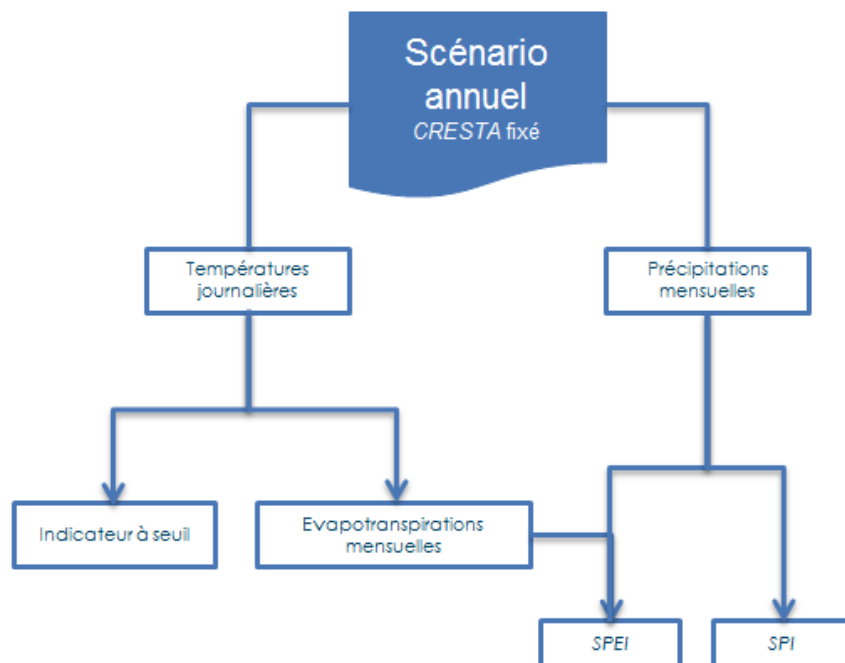 Scénario
annuel
CRESTA fixé
Températures
journalières
Précipitations
mensuelles
Indicateur à seuil
Evapotranspirations
mensuelles
SPEI
SPI